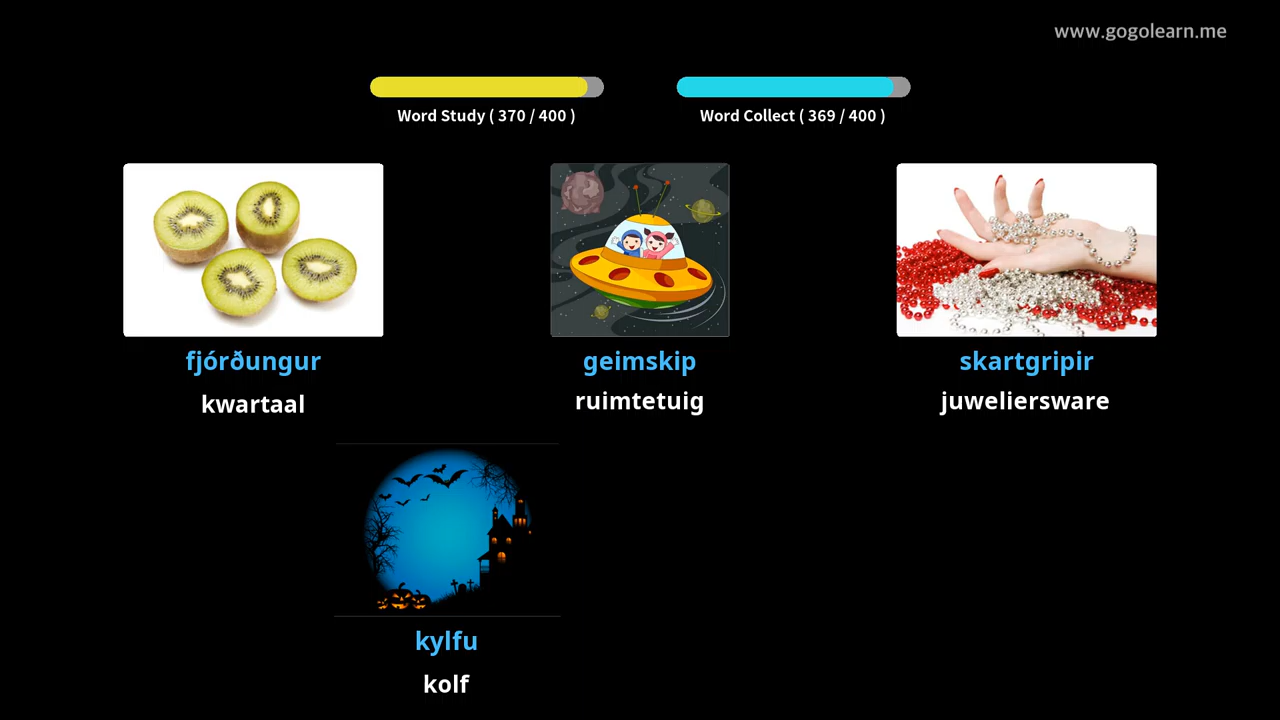 www.gogolearn.me
Word Study ( 370 / 400 )
Word Collect ( 369 / 400 )
fjórðungur
kwartaal
geimskip
ruimtetuig
skartgripir
juweliersware
kylfu
kolf